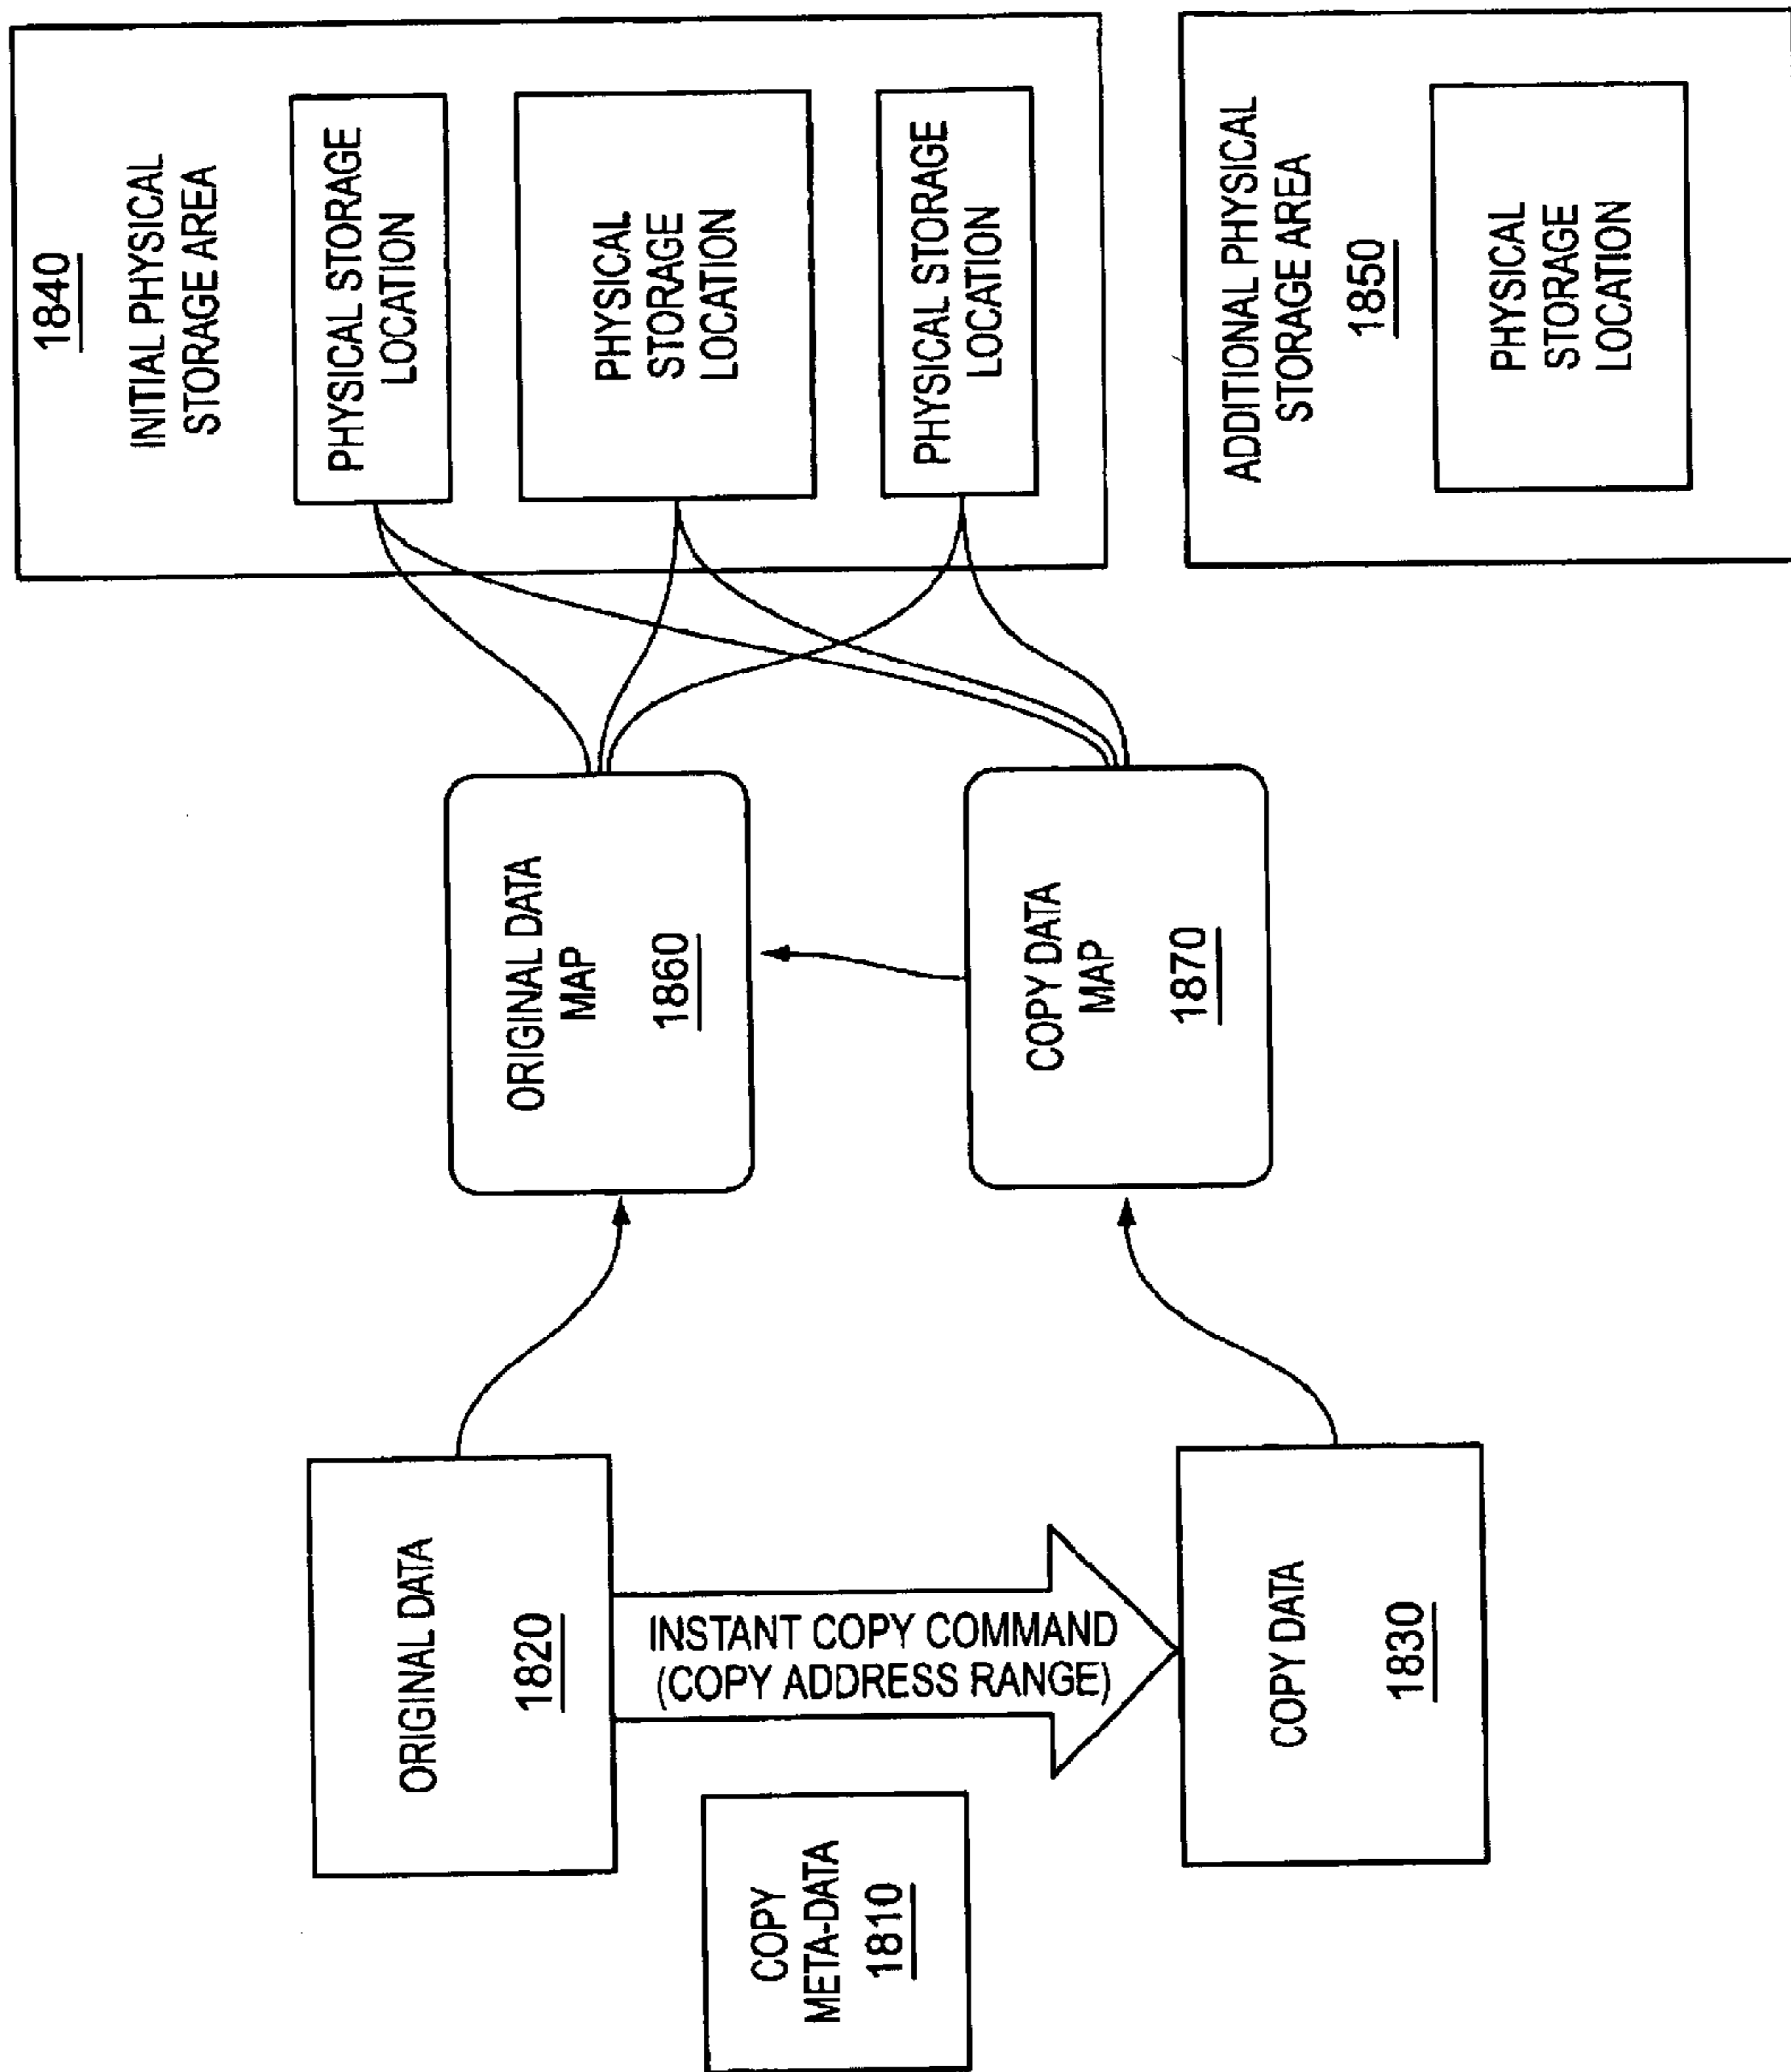 1840
INITIAL PHYSICAL
STORAGE AREA
PHYSICAL STORAGE
LOCATION
PHYSICAL
STORAGE
LOCATION
PHYSICAL STORAGE
LOCATION
ADDITIONAL PHYSICAL
STORAGE AREA
1850
PHYSICAL
STORAGE
LOCATION
ORIGINAL DATA
MAP
1860
COPY DATA
MAP
1870
ORIGINAL DATA
1820
INSTANT COPY COMMAND
(COPY ADDRESS RANGE)
COPY DATA
1830
COPY
META-DATA
1810